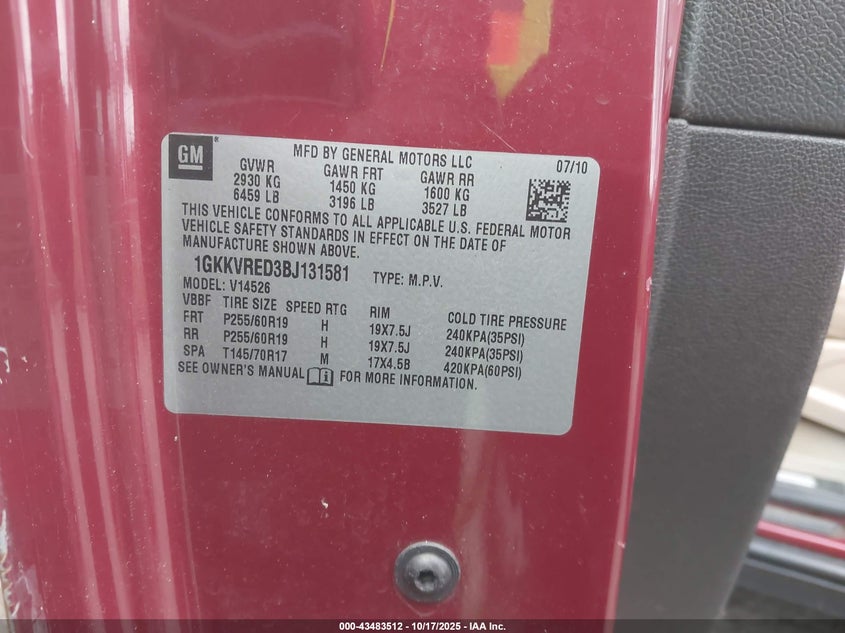 GM®
MFD BY GENERAL MOTORS LLC 07/10
GVWR GAWR FRT GAWR RR
2930 KG 1450 KG 1600 KG
6459 LB 3196 LB 3527 LB
THIS VEHICLE CONFORMS TO ALL APPLICABLE U.S. FEDERAL MOTOR
VEHICLE SAFETY STANDARDS IN EFFECT ON THE DATE OF
MANUFACTURE SHOWN ABOVE.
1GKKVRED3BJ131581 TYPE: M.P.V.
MODEL: V14526
VBBF TIRE SIZE SPEED RTG RIM COLD TIRE PRESSURE
FRT P255/60R19 H 19X7.5J 240KPA(35PSI)
RR P255/60R19 H 19X7.5J 240KPA(35PSI)
SPA T145/70R17 M 17X4.5B 420KPA(60PSI)
SEE OWNER'S MANUAL FOR MORE INFORMATION.
000-43483512 - 10/17/2025 - IAA Inc.